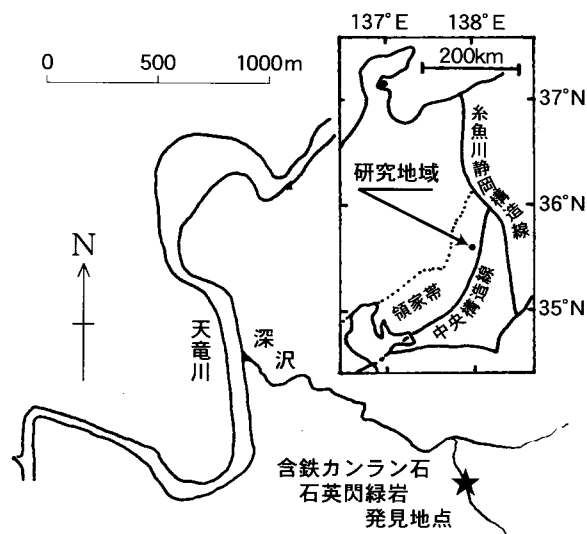 137°E
138°E
200km
37°N
36°N
35°N
糸魚川静岡構造線
研究地域
領家帯
中央構造線
0
500
1000m
N
天竜川
深沢
含鉄カンラン石
石英閃緑岩
発見地点